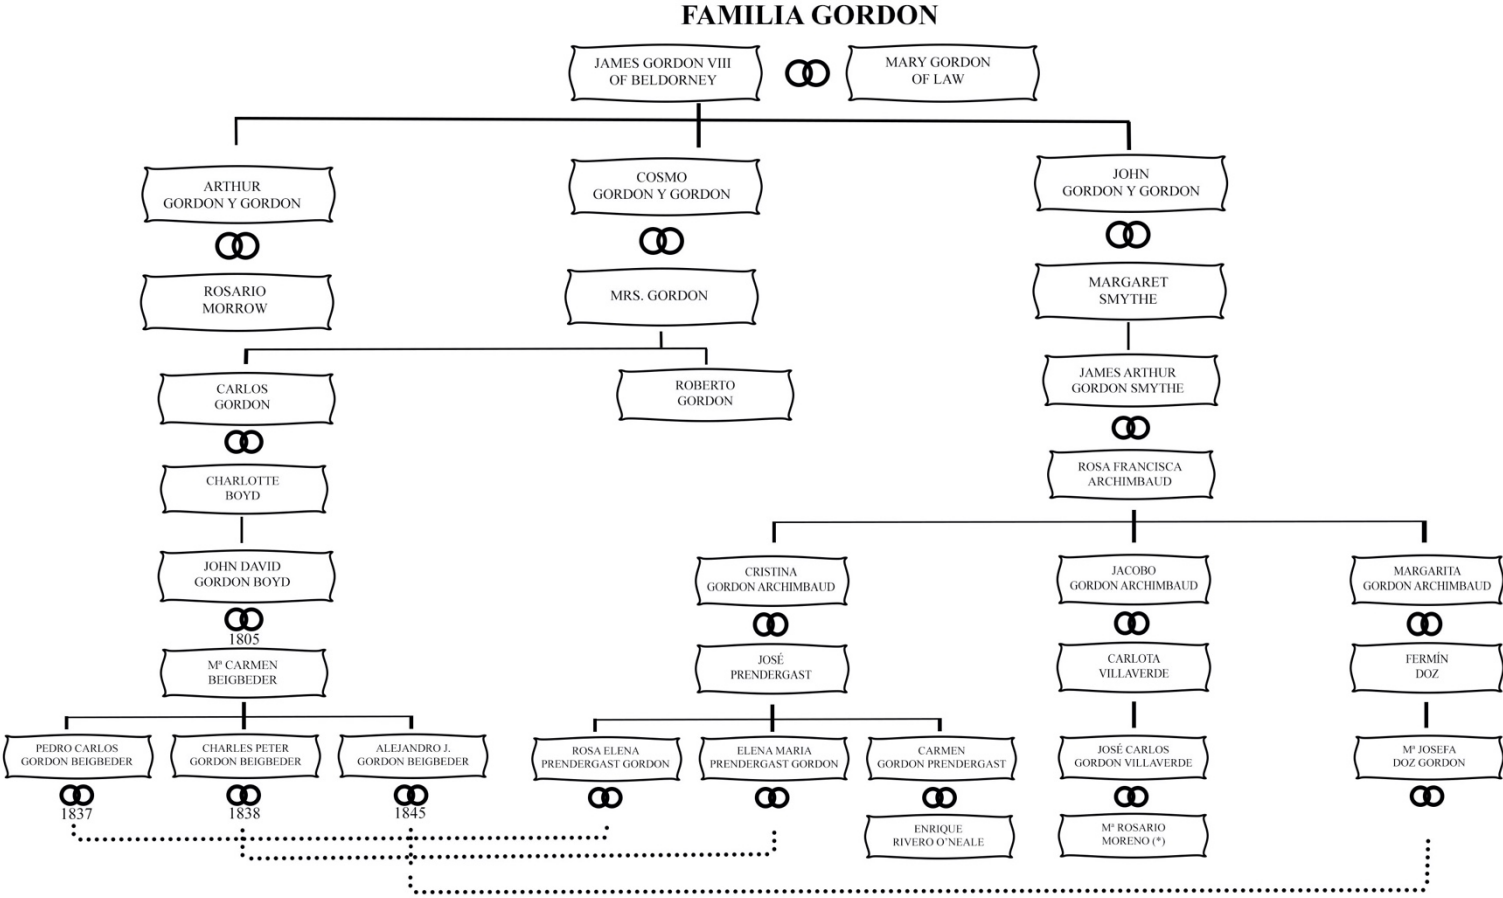 FAMILIA GORDON
JAMES GORDON VIII
OF BELDORNEY
MARY GORDON
OF LAW
ARTHUR
GORDON Y GORDON
COSMO
GORDON Y GORDON
JOHN
GORDON Y GORDON
ROSARIO
MORROW
MRS. GORDON
MARGARET
SMYTHE
CARLOS
GORDON
ROBERTO
GORDON
JAMES ARTHUR
GORDON SMYTHE
CHARLOTTE
BOYD
ROSA FRANCISCA
ARCHIMBAUD
JOHN DAVID
GORDON BOYD
CRISTINA
GORDON ARCHIMBAUD
JACOBO
GORDON ARCHIMBAUD
MARGARITA
GORDON ARCHIMBAUD
1805
Mª CARMEN
BEIGBEDER
JOSÉ
PRENDERGAST
CARLOTA
VILLAVERDE
FERMÍN
DOZ
PEDRO CARLOS
GORDON BEIGBEDER
CHARLES PETER
GORDON BEIGBEDER
ALEJANDRO J.
GORDON BEIGBEDER
ROSA ELENA
PRENDERGAST GORDON
ELENA MARIA
PRENDERGAST GORDON
CARMEN
GORDON PRENDERGAST
JOSÉ CARLOS
GORDON VILLAVERDE
Mª JOSEFA
DOZ GORDON
1837
1838
1845
ENRIQUE
RIVERO O'NEALE
Mª ROSARIO
MORENO (*)